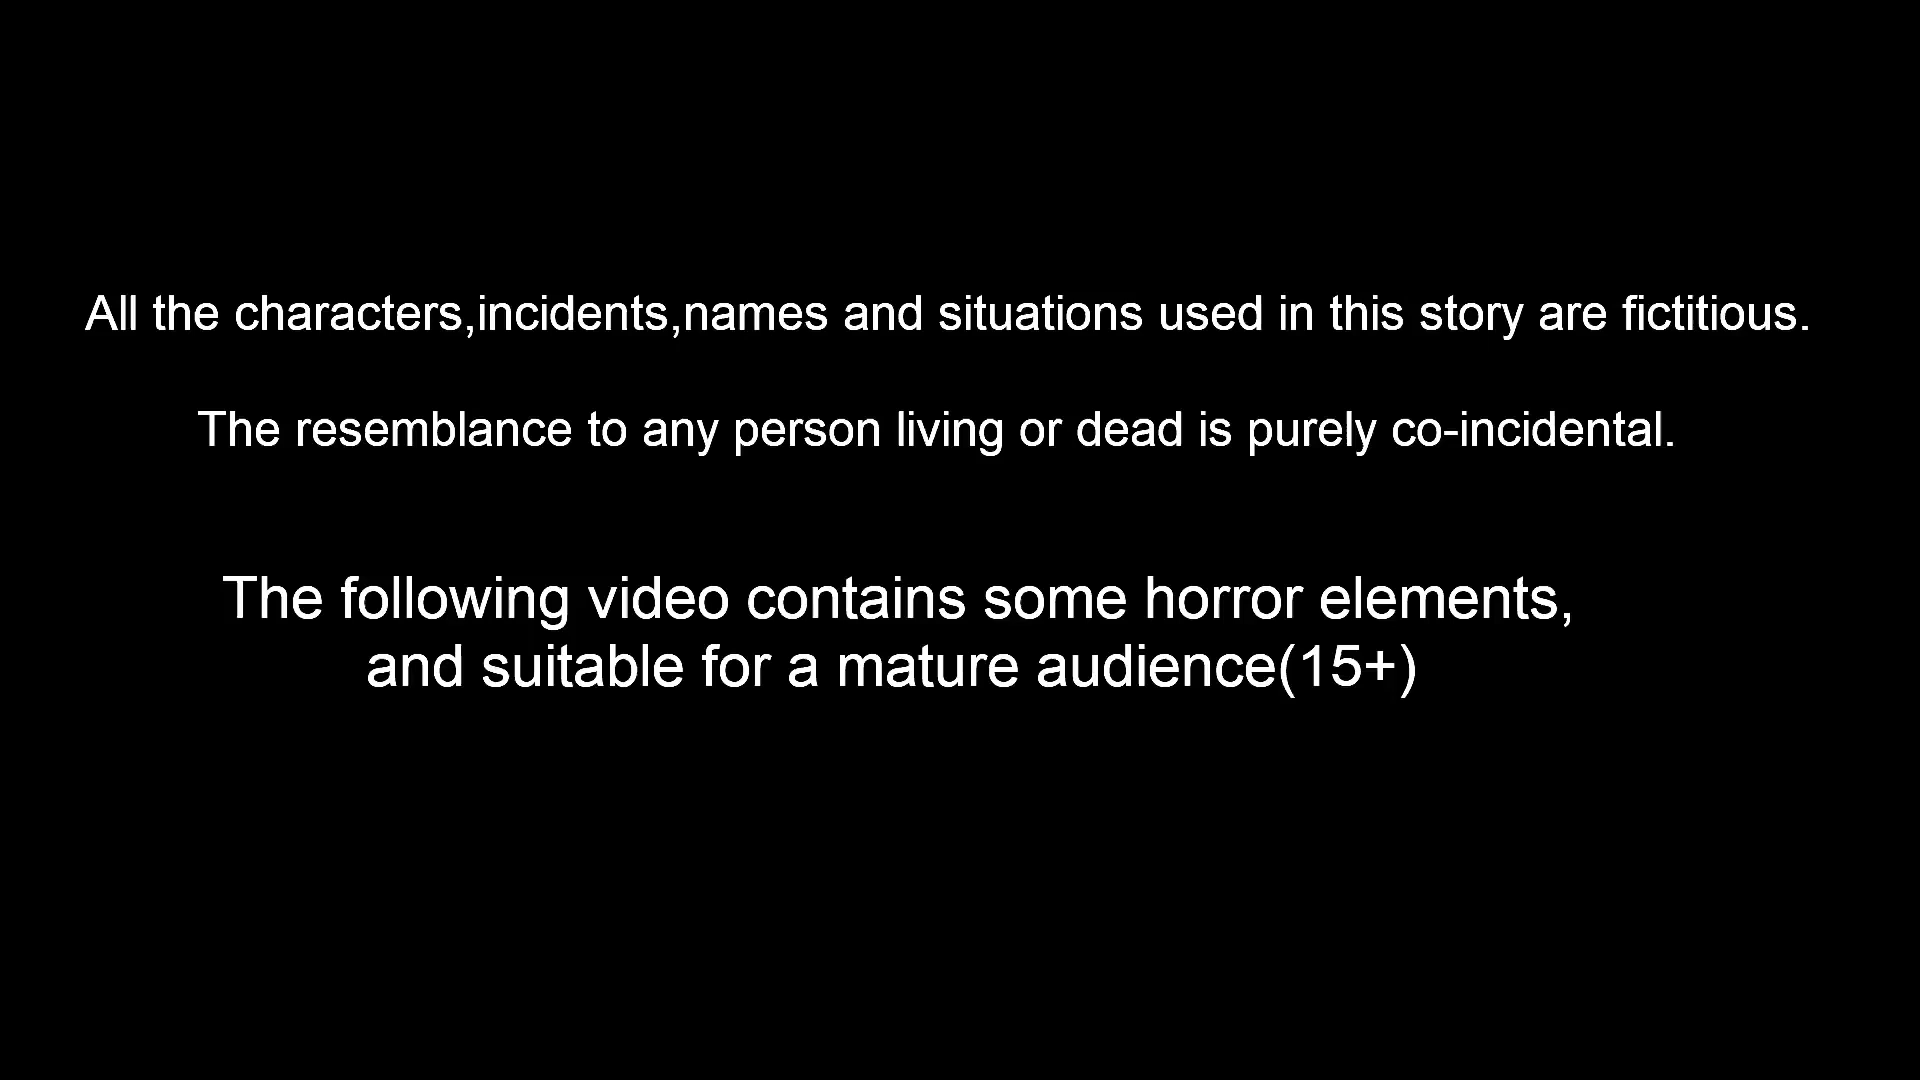 All the characters,incidents,names and situations used in this story are fictitious.
The resemblance to any person living or dead is purely co-incidental.
The following video contains some horror elements,
and suitable for a mature audience(15+)